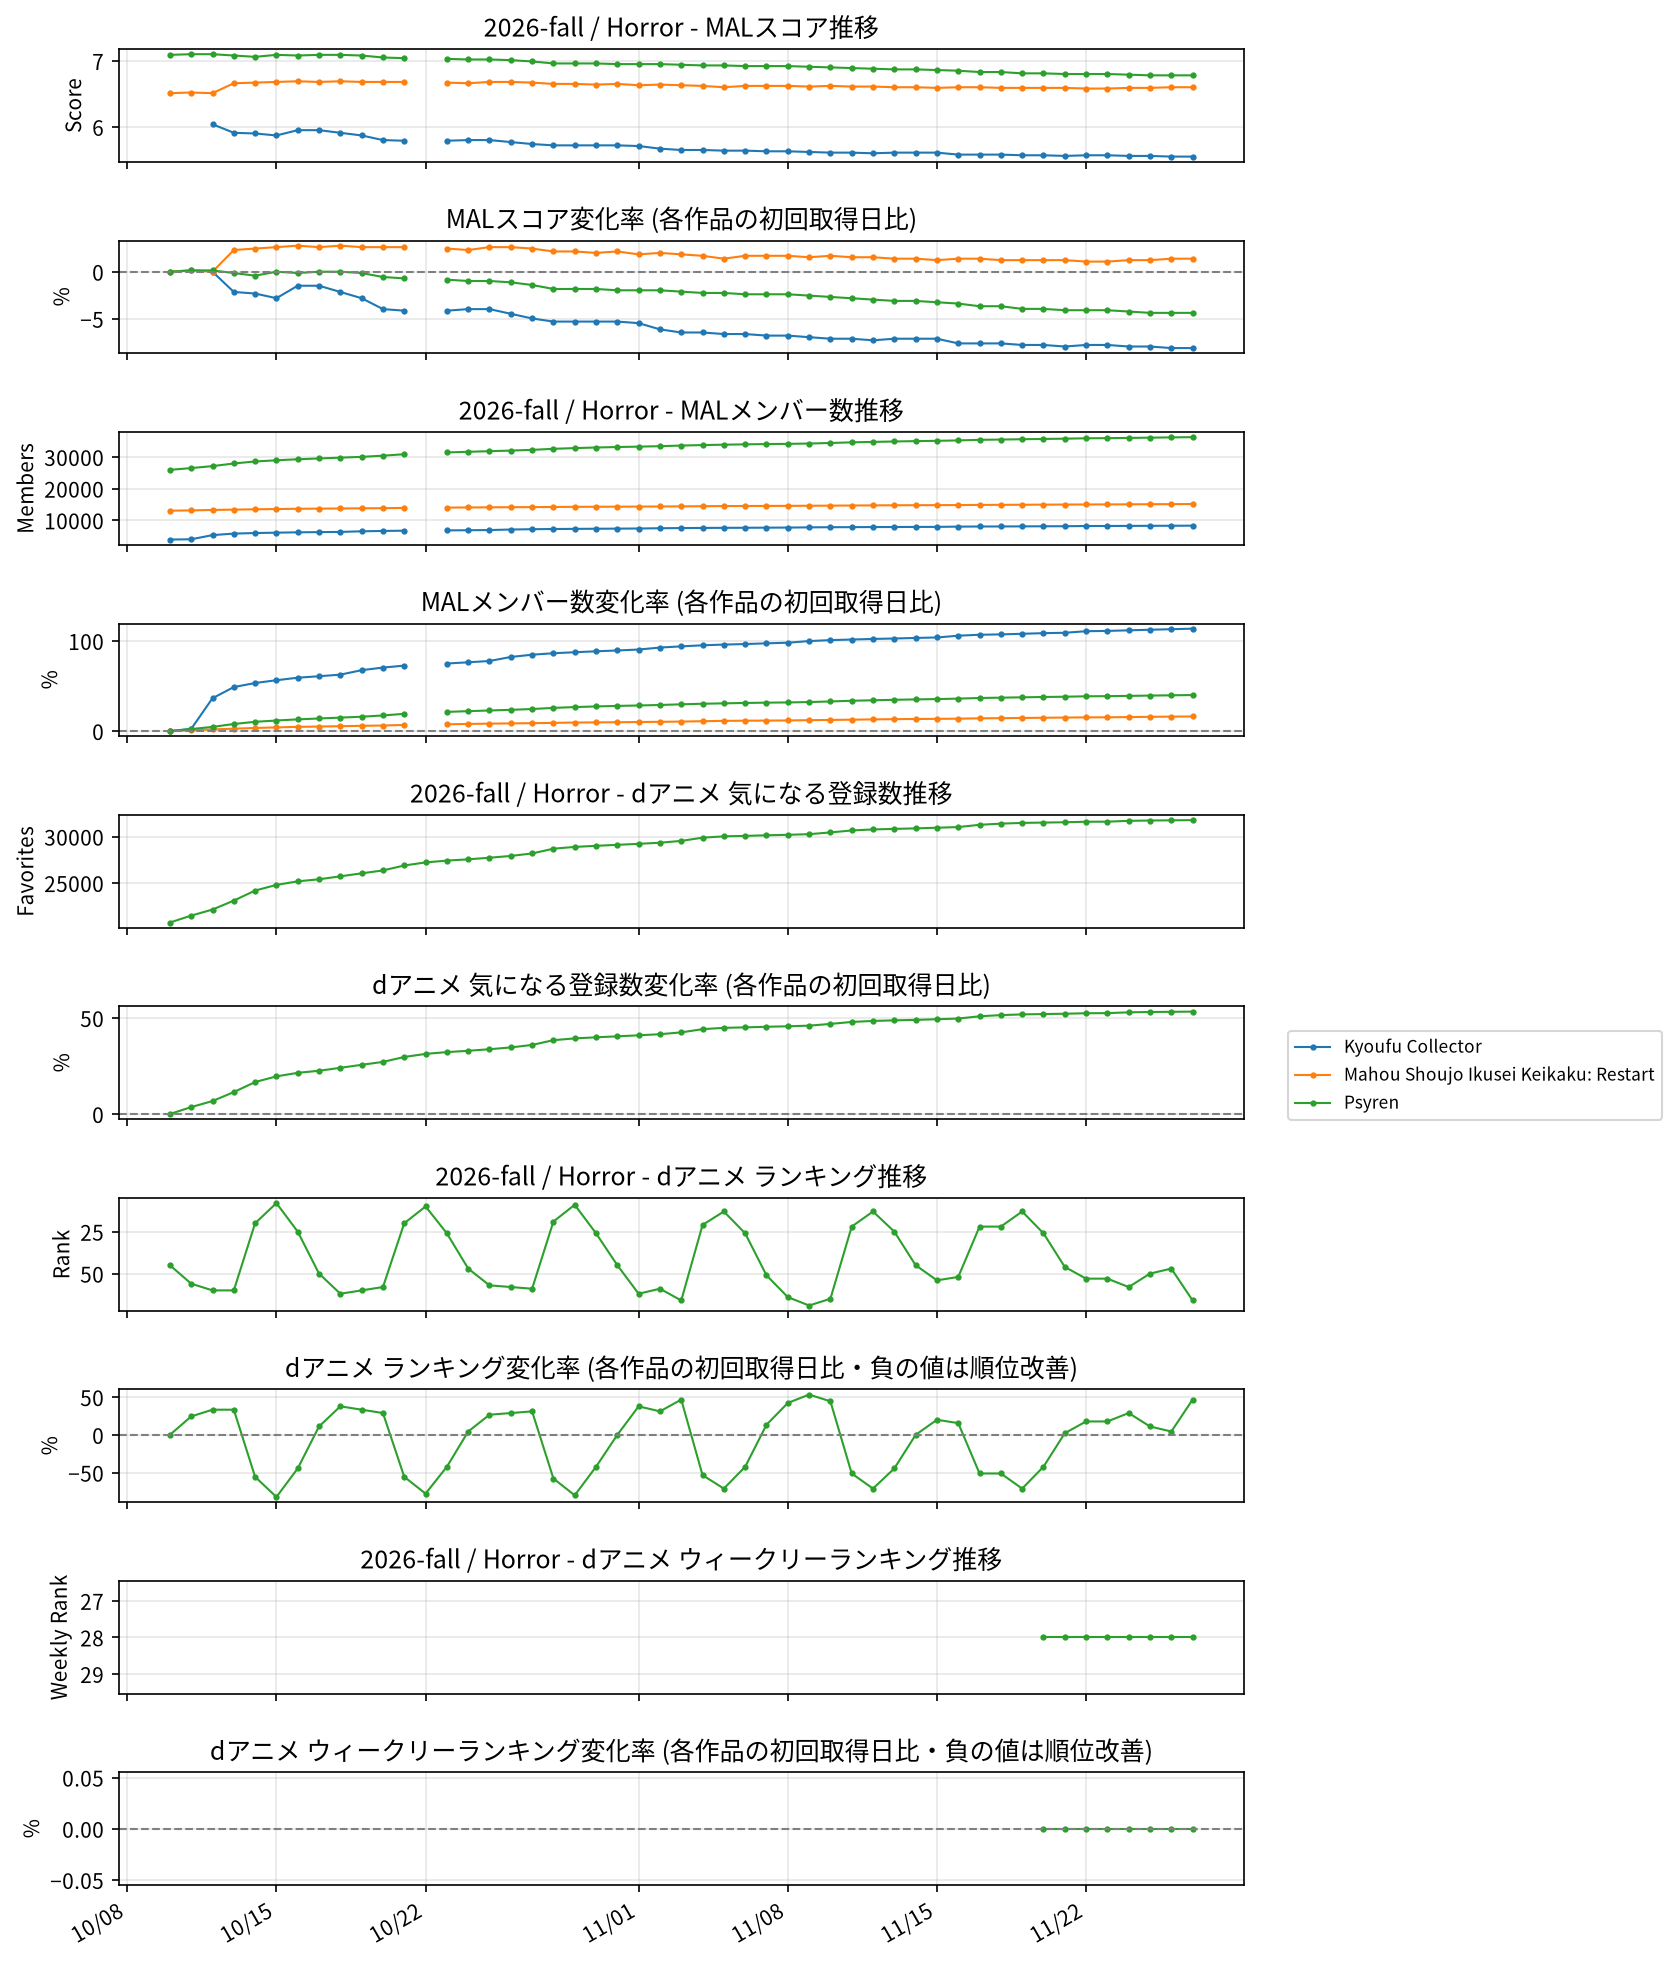 2026-fall / Horror - MALスコア推移
Score
7
6
MALスコア変化率 (各作品の初回取得日比)
%
0
−5
2026-fall / Horror - MALメンバー数推移
Members
30000
20000
10000
MALメンバー数変化率 (各作品の初回取得日比)
%
100
0
2026-fall / Horror - dアニメ 気になる登録数推移
Favorites
30000
25000
dアニメ 気になる登録数変化率 (各作品の初回取得日比)
%
50
0
Kyoufu Collector
Mahou Shoujo Ikusei Keikaku: Restart
Psyren
2026-fall / Horror - dアニメ ランキング推移
Rank
25
50
dアニメ ランキング変化率 (各作品の初回取得日比・負の値は順位改善)
%
50
0
−50
2026-fall / Horror - dアニメ ウィークリーランキング推移
Weekly Rank
27
28
29
dアニメ ウィークリーランキング変化率 (各作品の初回取得日比・負の値は順位改善)
%
0.05
0.00
−0.05
10/08
10/15
10/22
11/01
11/08
11/15
11/22